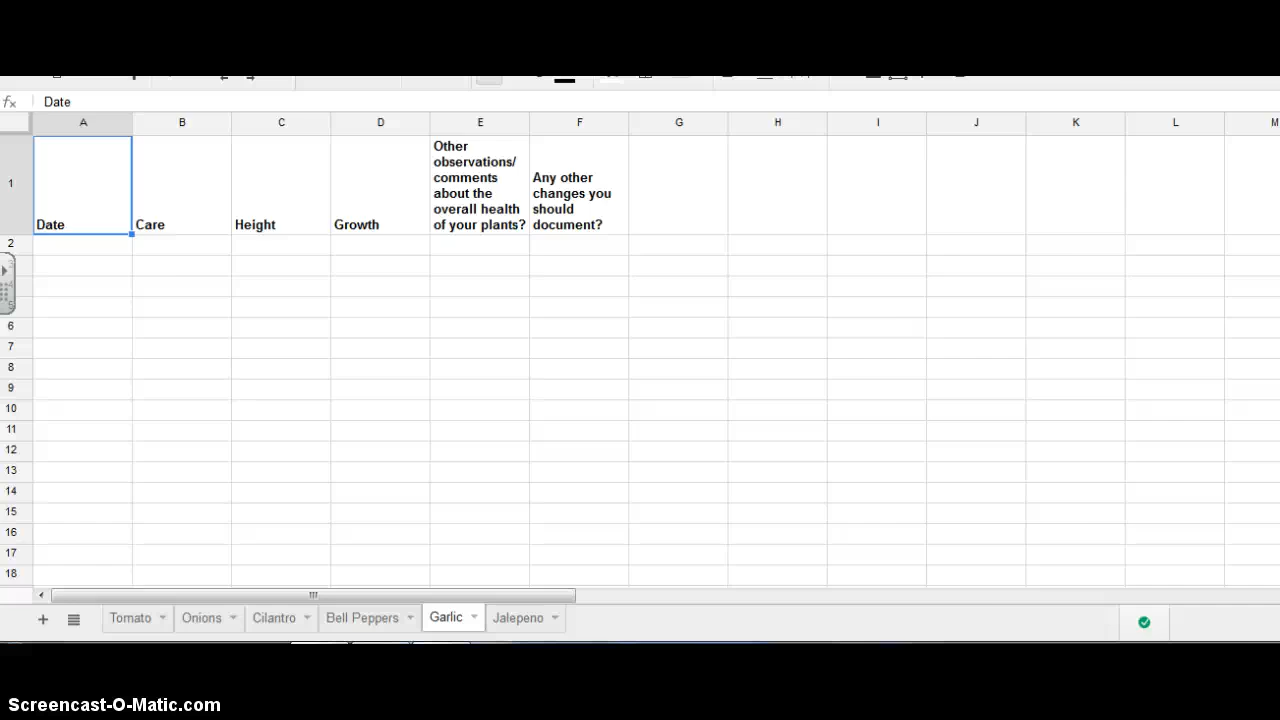 fx Date
A B C D E F G H I J K L M
Other
observations/
comments
about the
overall health
of your plants?
Any other
changes you
should
document?
1
Date Care Height Growth
2
6
7
8
9
10
11
12
13
14
15
16
17
18
Tomato Onions Cilantro Bell Peppers Garlic Jalepeno
Screencast-O-Matic.com